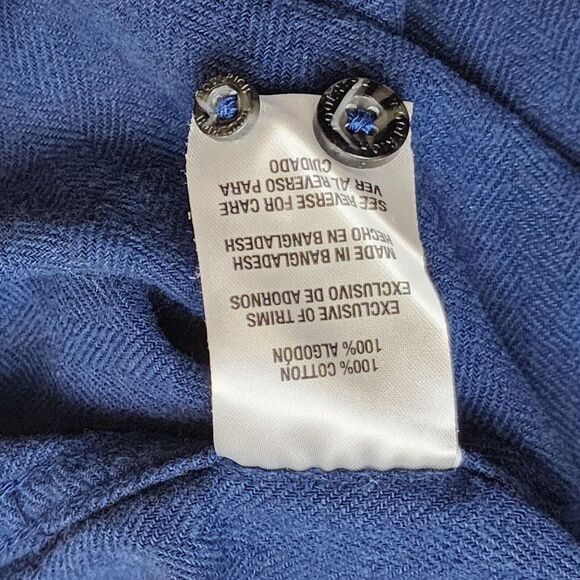 100% COTTON
100% ALGODÓN
EXCLUSIVE OF TRIMS
EXCLUSIVO DE ADORNOS
MADE IN BANGLADESH
HECHO EN BANGLADESH
SEE REVERSE FOR CARE
VER AL REVERSO PARA
CUIDADO